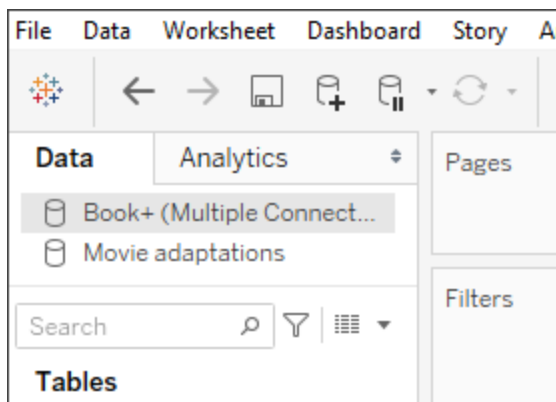 File Data Worksheet Dashboard Story A
Data Analytics
Pages
Book+ (Multiple Connect...
Movie adaptations
Filters
Search
Tables